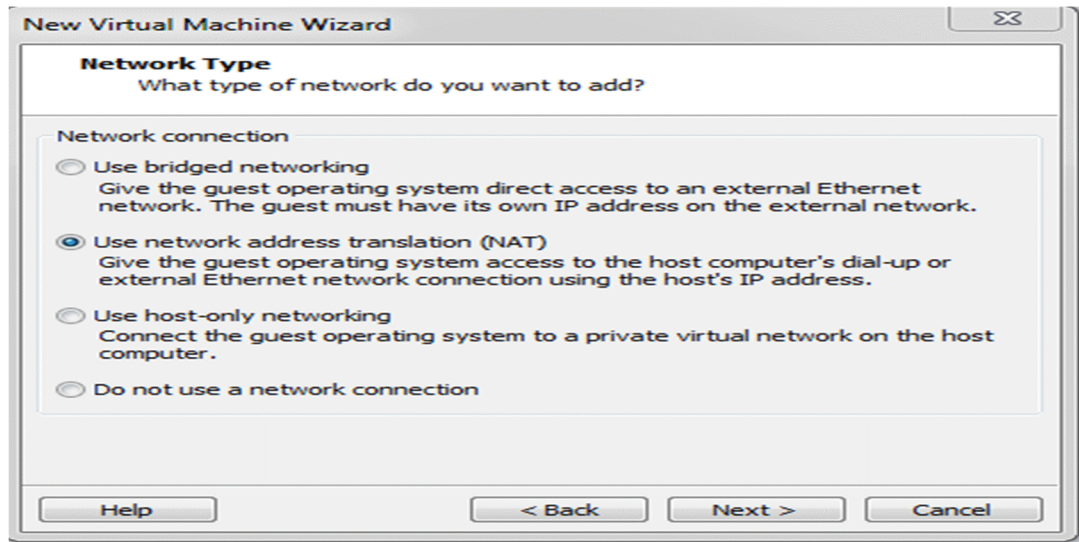 New Virtual Machine Wizard
Network Type
What type of network do you want to add?
Network connection
Use bridged networking
Give the guest operating system direct access to an external Ethernet
network. The guest must have its own IP address on the external network.
Use network address translation (NAT)
Give the guest operating system access to the host computer's dial-up or
external Ethernet network connection using the host's IP address.
Use host-only networking
Connect the guest operating system to a private virtual network on the host
computer.
Do not use a network connection
Help
< Back
Next >
Cancel